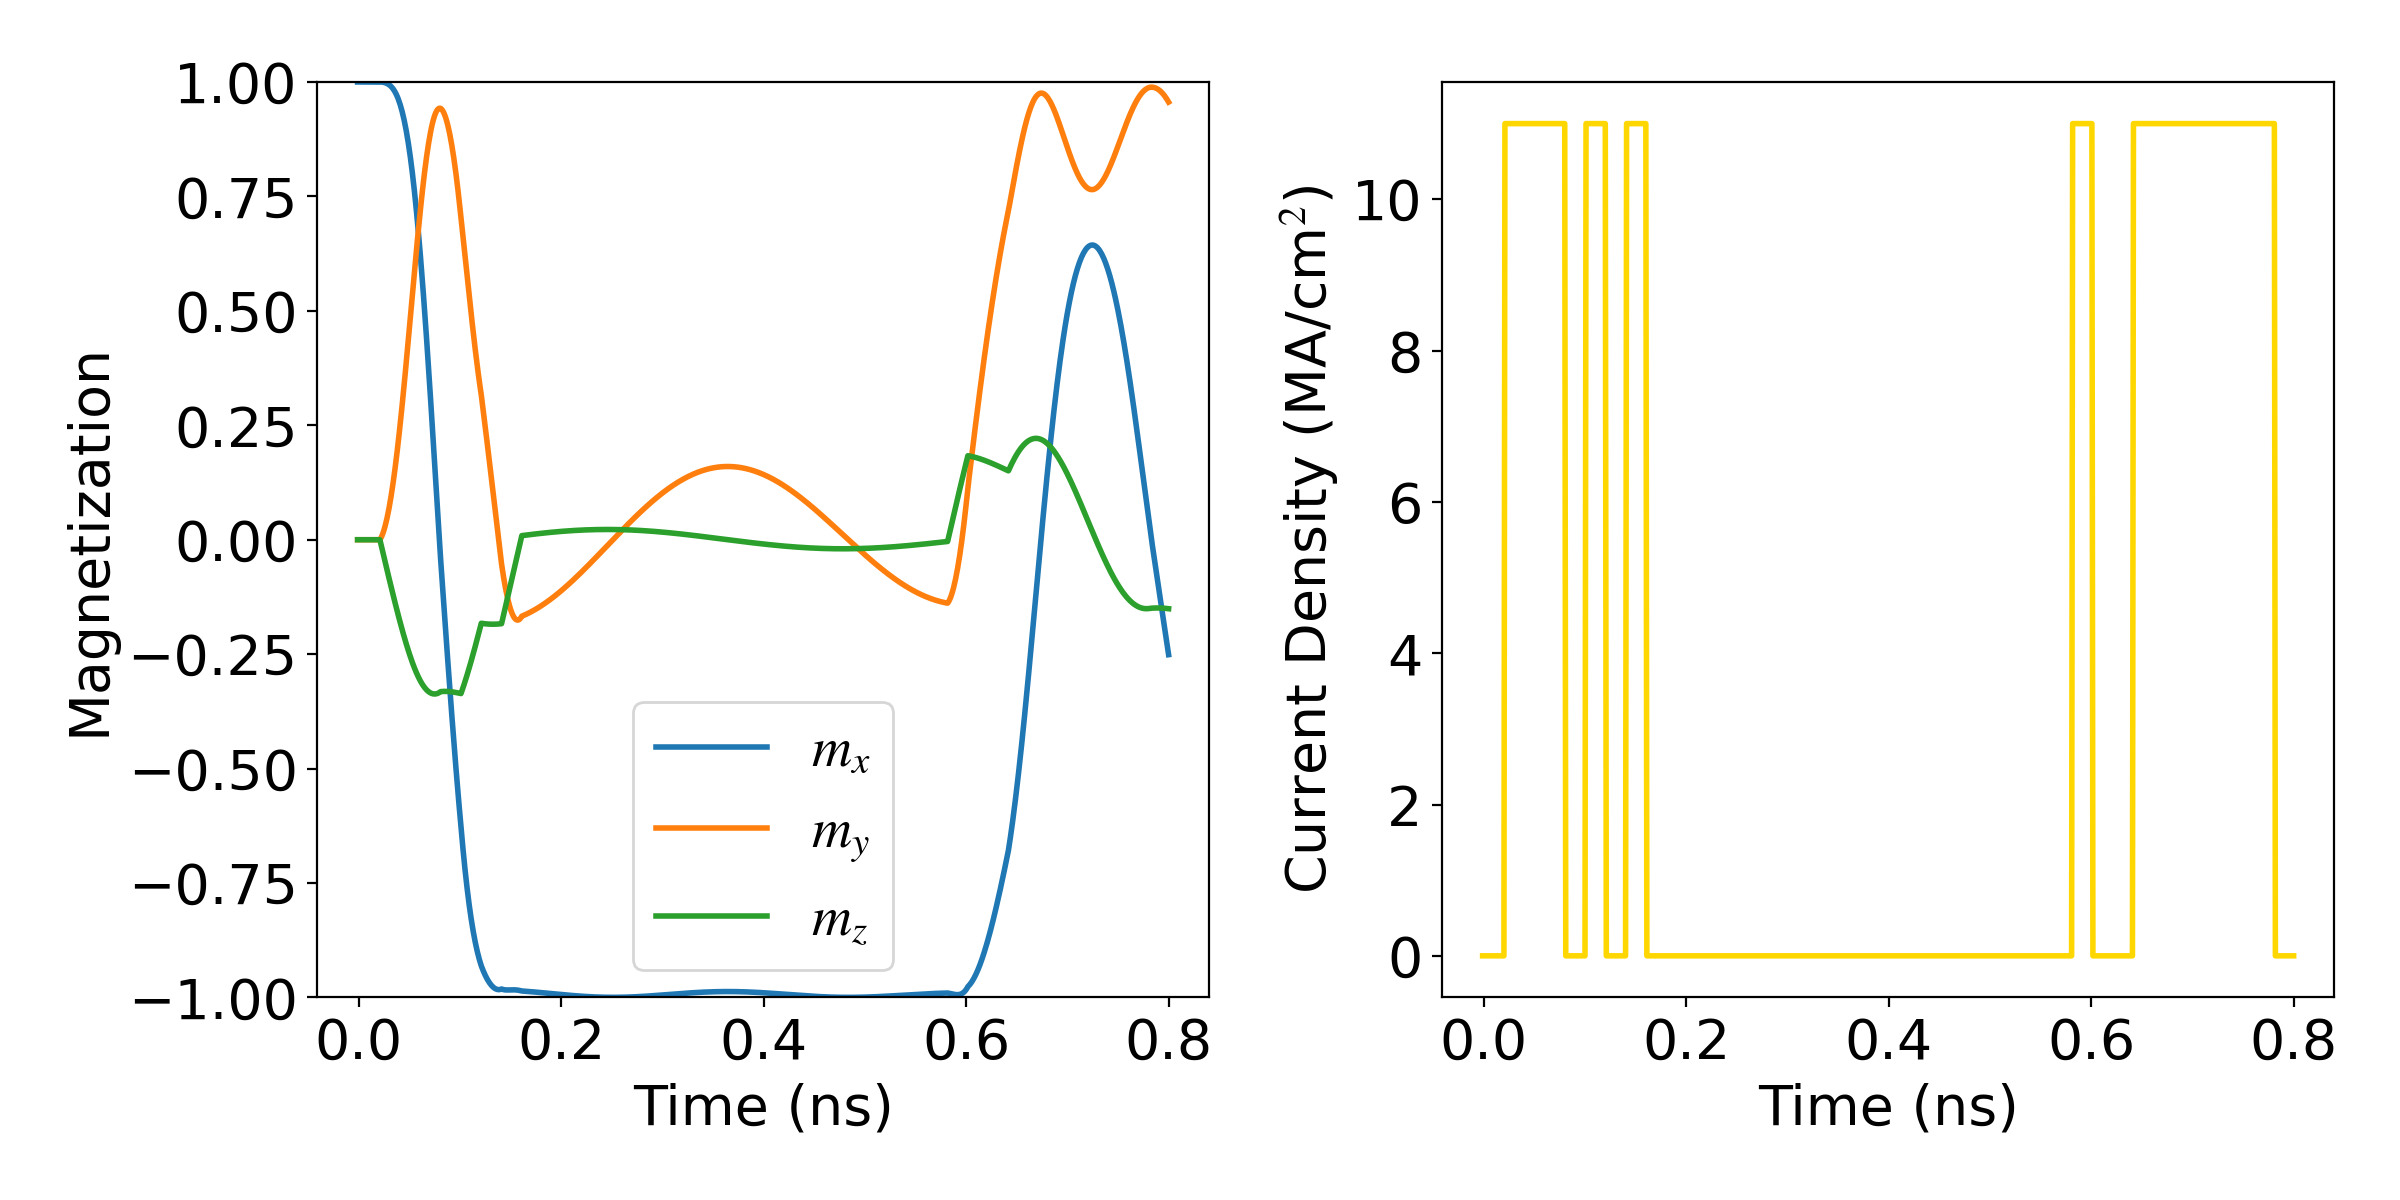 Magnetization
1.00
0.75
0.50
0.25
0.00
−0.25
−0.50
−0.75
−1.00
m_x
m_y
m_z
0.0 0.2 0.4 0.6 0.8
Time (ns)
Current Density (MA/cm²)
10
8
6
4
2
0
0.0 0.2 0.4 0.6 0.8
Time (ns)